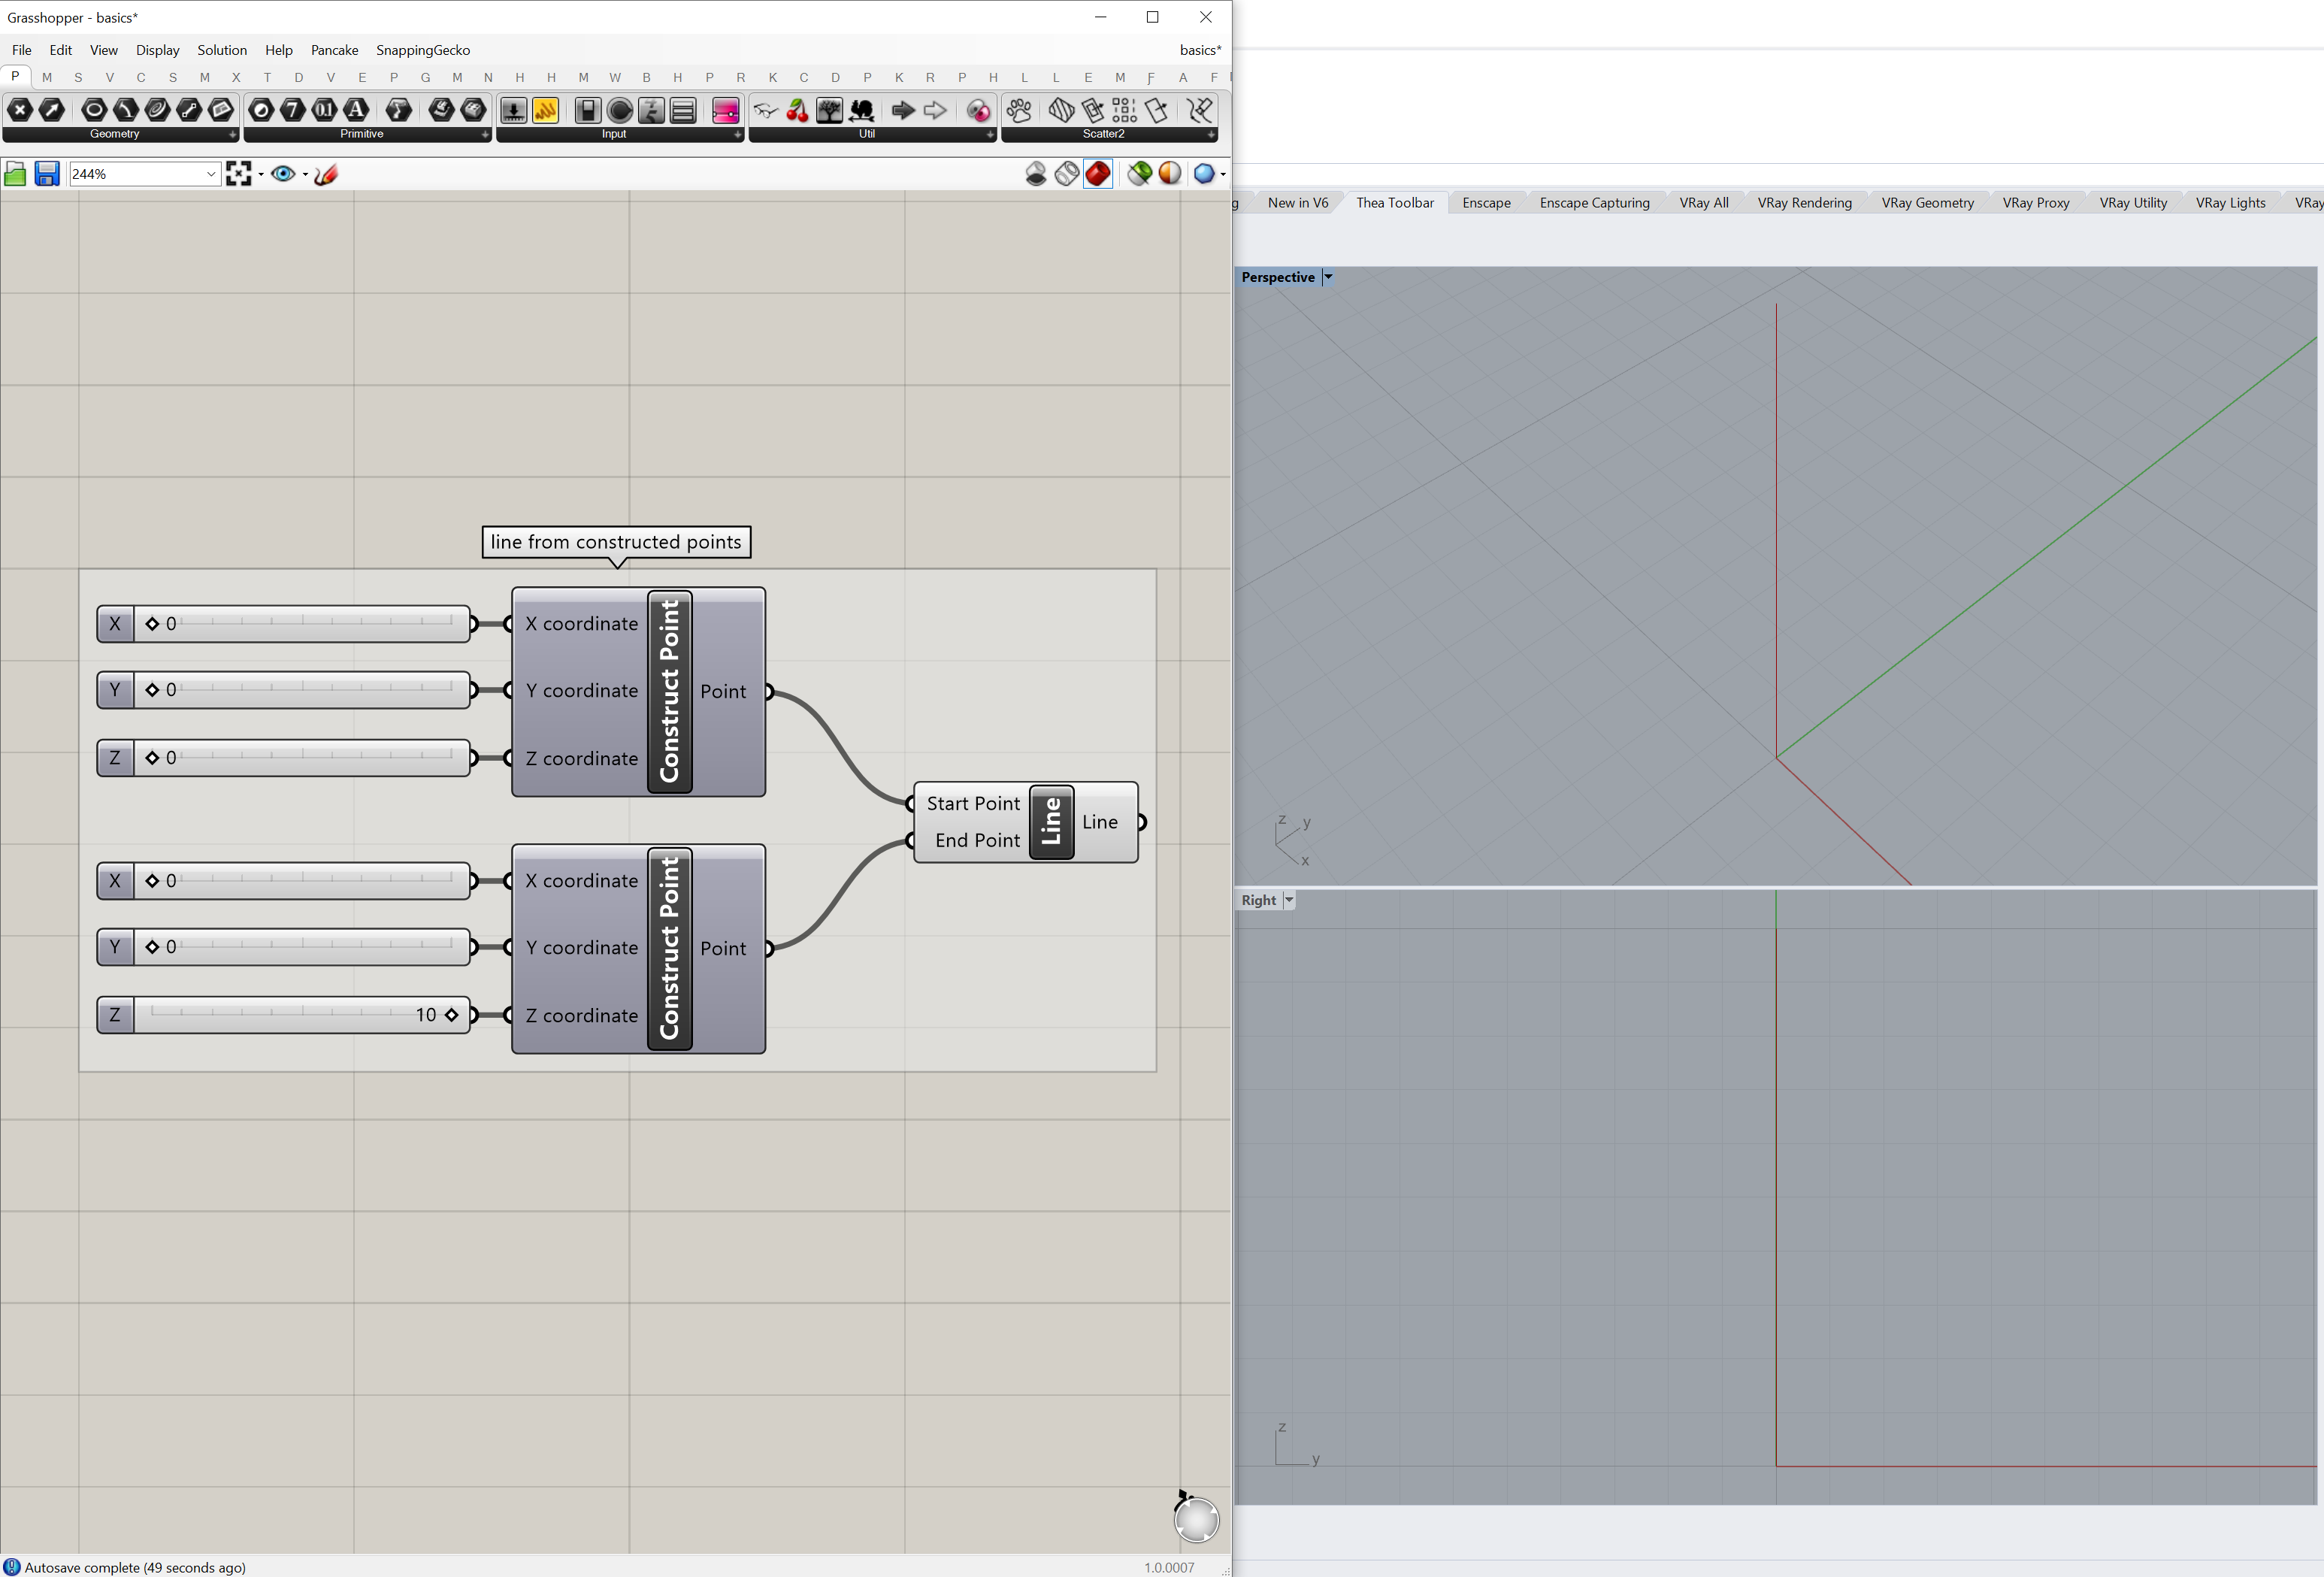 Grasshopper - basics*
File Edit View Display Solution Help Pancake SnappingGecko basics*
P M S V C S M X T D V E P G M N H H M W B H P R K C D P K R P H L L E M F A F
Geometry Primitive Input Util Scatter2
244%
New in V6 Thea Toolbar Enscape Enscape Capturing VRay All VRay Rendering VRay Geometry VRay Proxy VRay Utility VRay Lights VRay
Perspective
line from constructed points
X 0
Y 0
Z 0
X coordinate
Y coordinate
Z coordinate
Construct Point
Point
X 0
Y 0
Z 10
X coordinate
Y coordinate
Z coordinate
Construct Point
Point
Start Point
End Point
Line
Line
z y
x
Right
z
y
Autosave complete (49 seconds ago)
1.0.0007